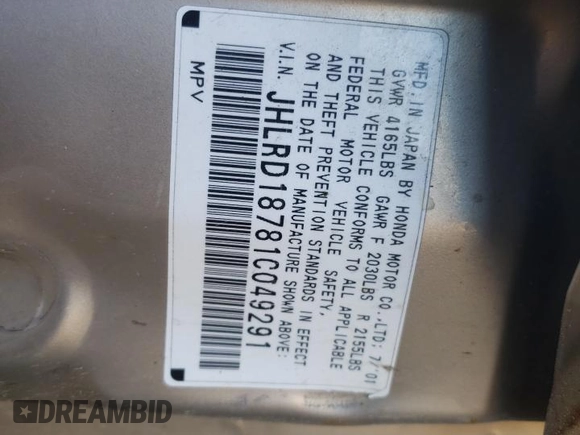 MFD. IN JAPAN BY HONDA MOTOR CO., LTD: 7/'01
GVWR 4165LBS GAWR F 2030LBS R 2155LBS
THIS VEHICLE CONFORMS TO ALL APPLICABLE
FEDERAL MOTOR VEHICLE SAFETY,
AND THEFT PREVENTION STANDARDS IN EFFECT
ON THE DATE OF MANUFACTURE SHOWN ABOVE:
V.I.N. JHLRD18781C049291
MPV
DREAMBID